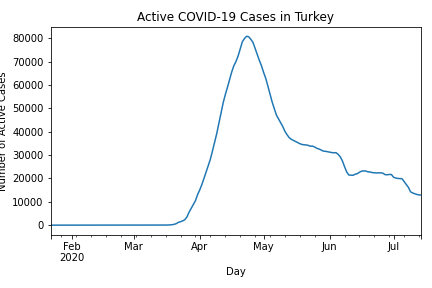 Active COVID-19 Cases in Turkey
80000
70000
60000
50000
40000
30000
20000
10000
0
Number of Active Cases
Feb Mar Apr May Jun Jul
2020
Day